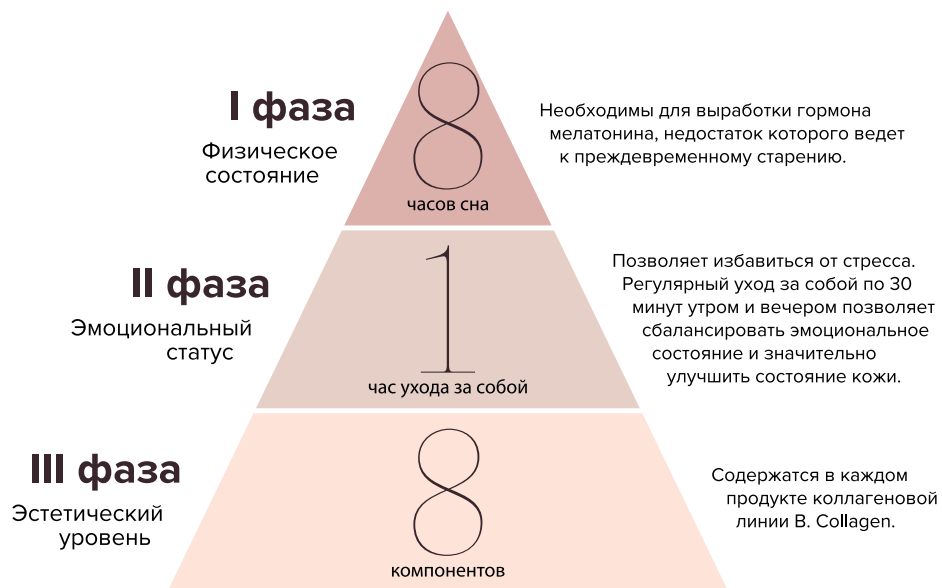 I фаза
Физическое
состояние
8
часов сна
Необходимы для выработки гормона
мелатонина, недостаток которого ведет
к преждевременному старению.
II фаза
Эмоциональный
статус
1
час ухода за собой
Позволяет избавиться от стресса.
Регулярный уход за собой по 30
минут утром и вечером позволяет
сбалансировать эмоциональное
состояние и значительно
улучшить состояние кожи.
III фаза
Эстетический
уровень
8
компонентов
Содержатся в каждом
продукте коллагеновой
линии B. Collagen.